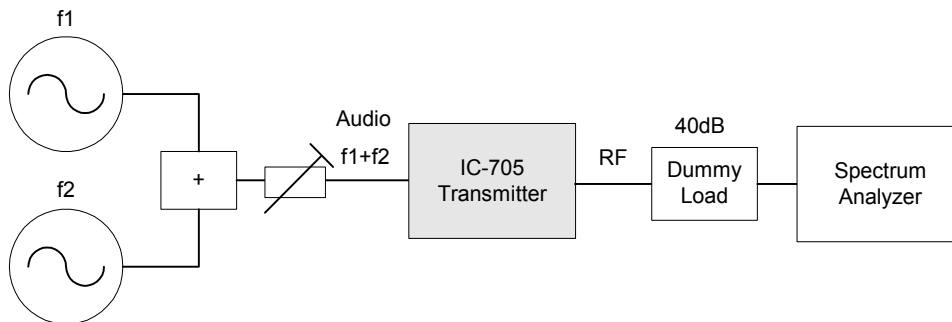 f1
f2
+
Audio
f1+f2
IC-705
Transmitter
RF
40dB
Dummy
Load
Spectrum
Analyzer